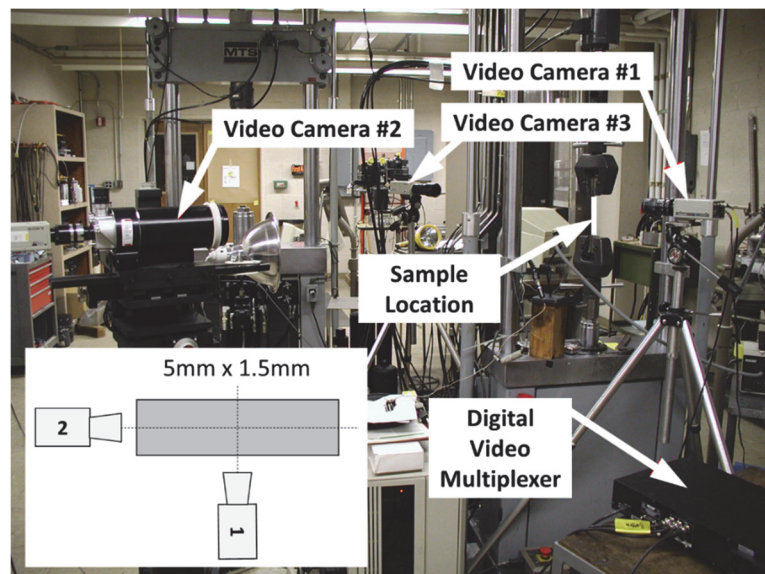 MTS
Video Camera #1
Video Camera #2
Video Camera #3
Sample
Location
5mm x 1.5mm
2
1
Digital
Video
Multiplexer